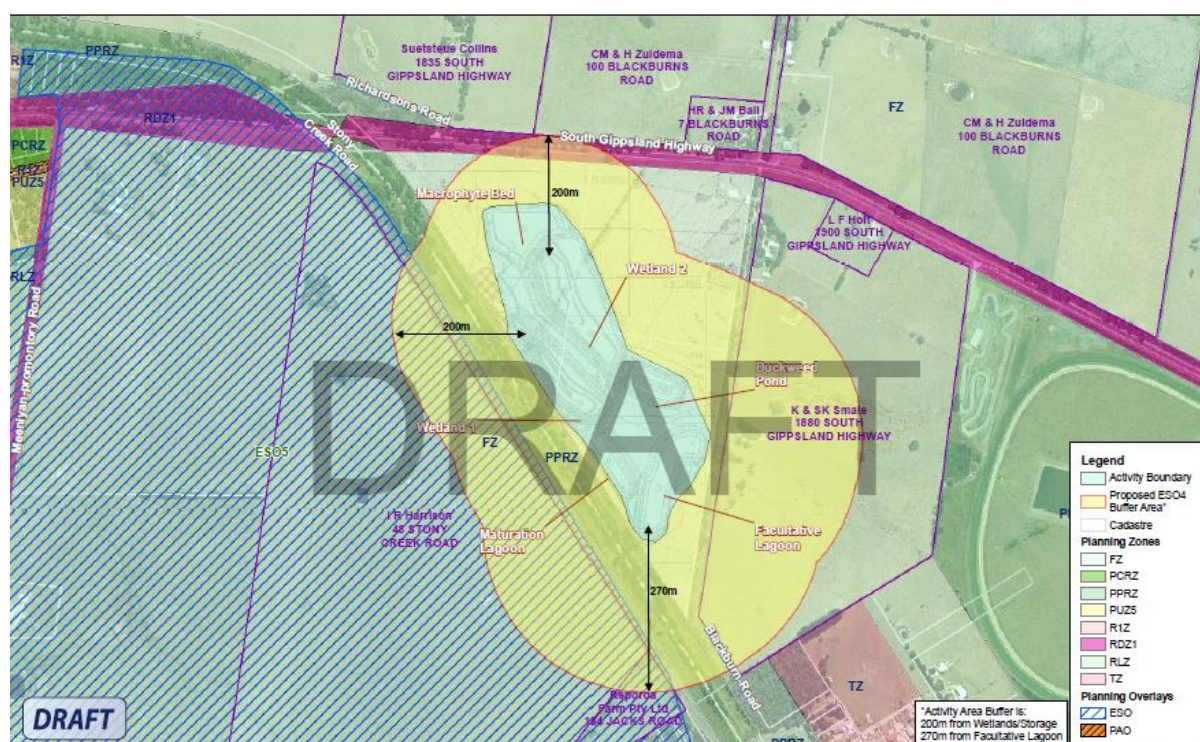 R1Z
PPRZ
RDZ1
PCRZ
R1Z
PUZ5
RLZ
Meeniyan-promontory Road
Suetsteue Collins
1835 SOUTH
GIPPSLAND HIGHWAY
Richardsons Road
CM & H Zuidema
100 BLACKBURNS
ROAD
HR & JM Ball
7 BLACKBURNS
ROAD
FZ
CM & H Zuidema
100 BLACKBURNS
ROAD
Stony
Creek Road
South Gippsland Highway
Macrophyte Bed
200m
L F Holt
1900 SOUTH
GIPPSLAND HIGHWAY
Wetland 2
200m
DRAFT
Duckweed
Pond
K & SK Smale
1880 SOUTH
GIPPSLAND HIGHWAY
Wetland 1
FZ
PPRZ
ESO5
I R Harrison
48 STONY
CREEK ROAD
Maturation
Lagoon
Facultative
Lagoon
270m
Blackburn Road
TZ
Reporoa
Farm Pty Ltd
184 JACKS ROAD
PPRZ
DRAFT
Legend
Activity Boundary
Proposed ESO4
Buffer Area*
Cadastre
Planning Zones
FZ
PCRZ
PPRZ
PUZ5
R1Z
RDZ1
RLZ
TZ
Planning Overlays
ESO
PAO
*Activity Area Buffer is:
200m from Wetlands/Storage
270m from Facultative Lagoon